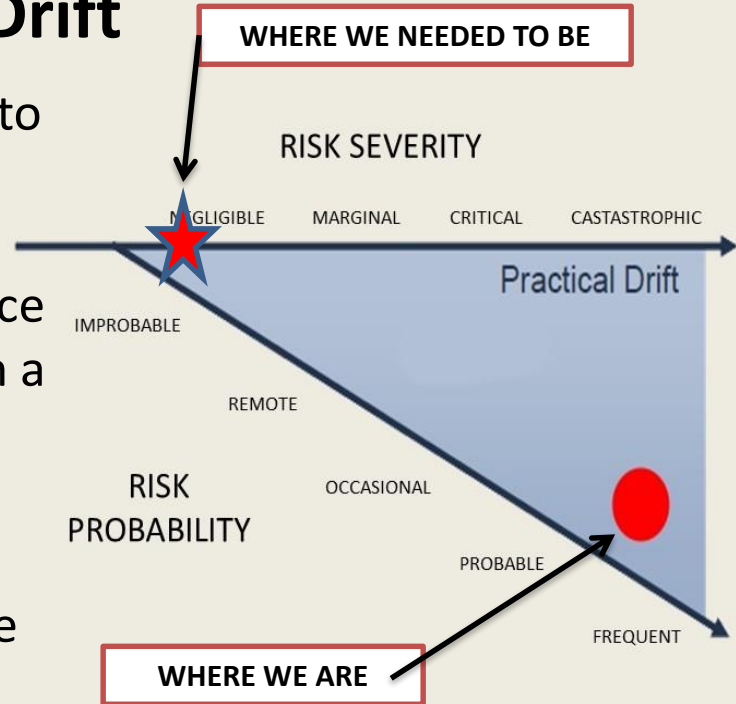 Drift
WHERE WE NEEDED TO BE
to
RISK SEVERITY
NEGLIGIBLE MARGINAL CRITICAL CASTASTROPHIC
Practical Drift
ce
IMPROBABLE
a
REMOTE
RISK
PROBABILITY
OCCASIONAL
PROBABLE
e
FREQUENT
WHERE WE ARE